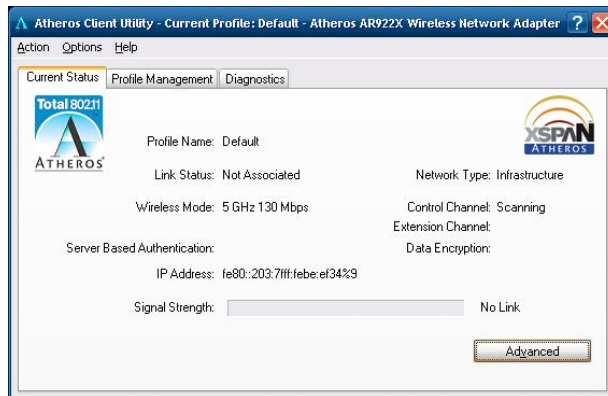 Atheros Client Utility - Current Profile: Default - Atheros AR922X Wireless Network Adapter
Action Options Help
Current Status Profile Management Diagnostics
Total 802.11
ATHEROS
XSPAN
ATHEROS
Profile Name: Default
Link Status: Not Associated Network Type: Infrastructure
Wireless Mode: 5 GHz 130 Mbps Control Channel: Scanning
Extension Channel:
Server Based Authentication: Data Encryption:
IP Address: fe80::203:7fff:febe:ef34%9
Signal Strength: No Link
Advanced